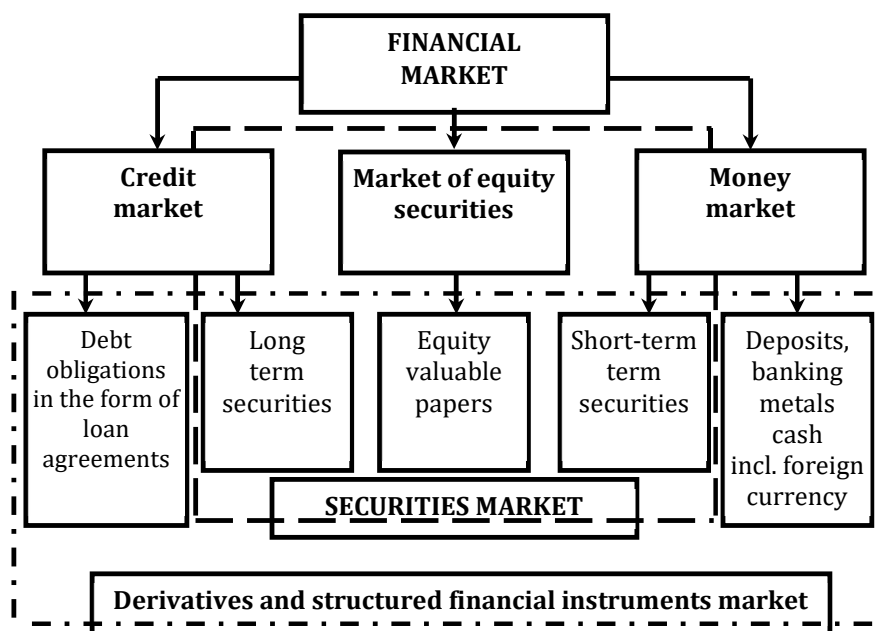 FINANCIAL
MARKET
Credit
market
Market of equity
securities
Money
market
Debt
obligations
in the form of
loan
agreements
Long
term
securities
Equity
valuable
papers
Short-term
term
securities
Deposits,
banking
metals
cash
incl. foreign
currency
SECURITIES MARKET
Derivatives and structured financial instruments market